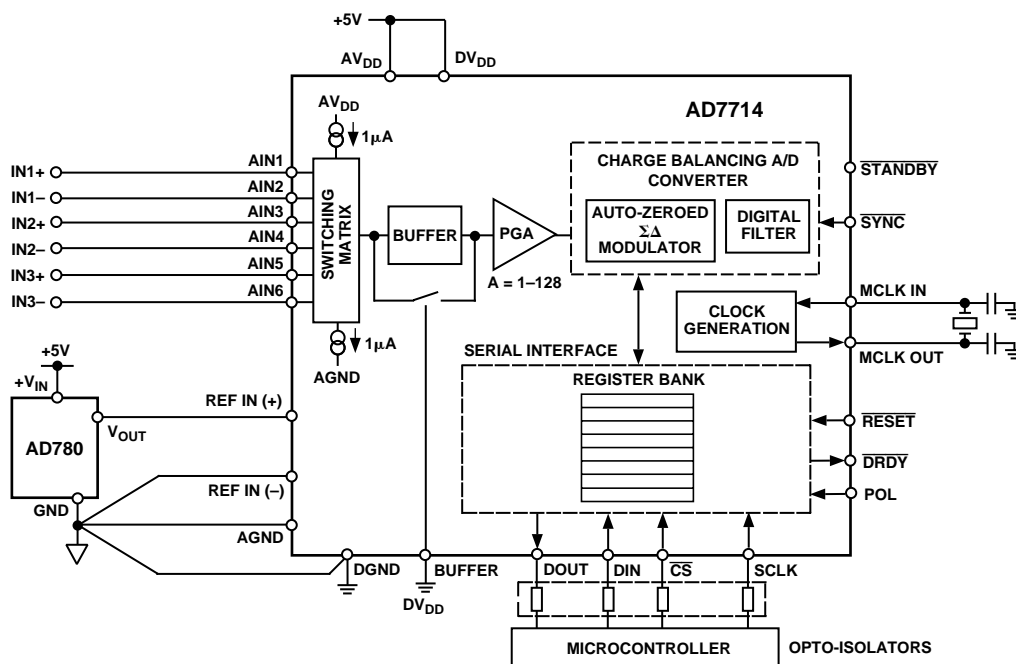 +5V
AVDD
DVDD
AD7714
AVDD
1µA
IN1+
IN1–
IN2+
IN2–
IN3+
IN3–
AIN1
AIN2
AIN3
AIN4
AIN5
AIN6
SWITCHING
MATRIX
BUFFER
PGA
A = 1–128
CHARGE BALANCING A/D
CONVERTER
AUTO-ZEROED
ΣΔ
MODULATOR
DIGITAL
FILTER
STANDBY
SYNC
CLOCK
GENERATION
MCLK IN
MCLK OUT
1µA
AGND
SERIAL INTERFACE
REGISTER BANK
RESET
DRDY
POL
+5V
+VIN
AD780
VOUT
GND
REF IN (+)
REF IN (–)
AGND
DGND
BUFFER
DVDD
DOUT
DIN
CS
SCLK
MICROCONTROLLER
OPTO-ISOLATORS